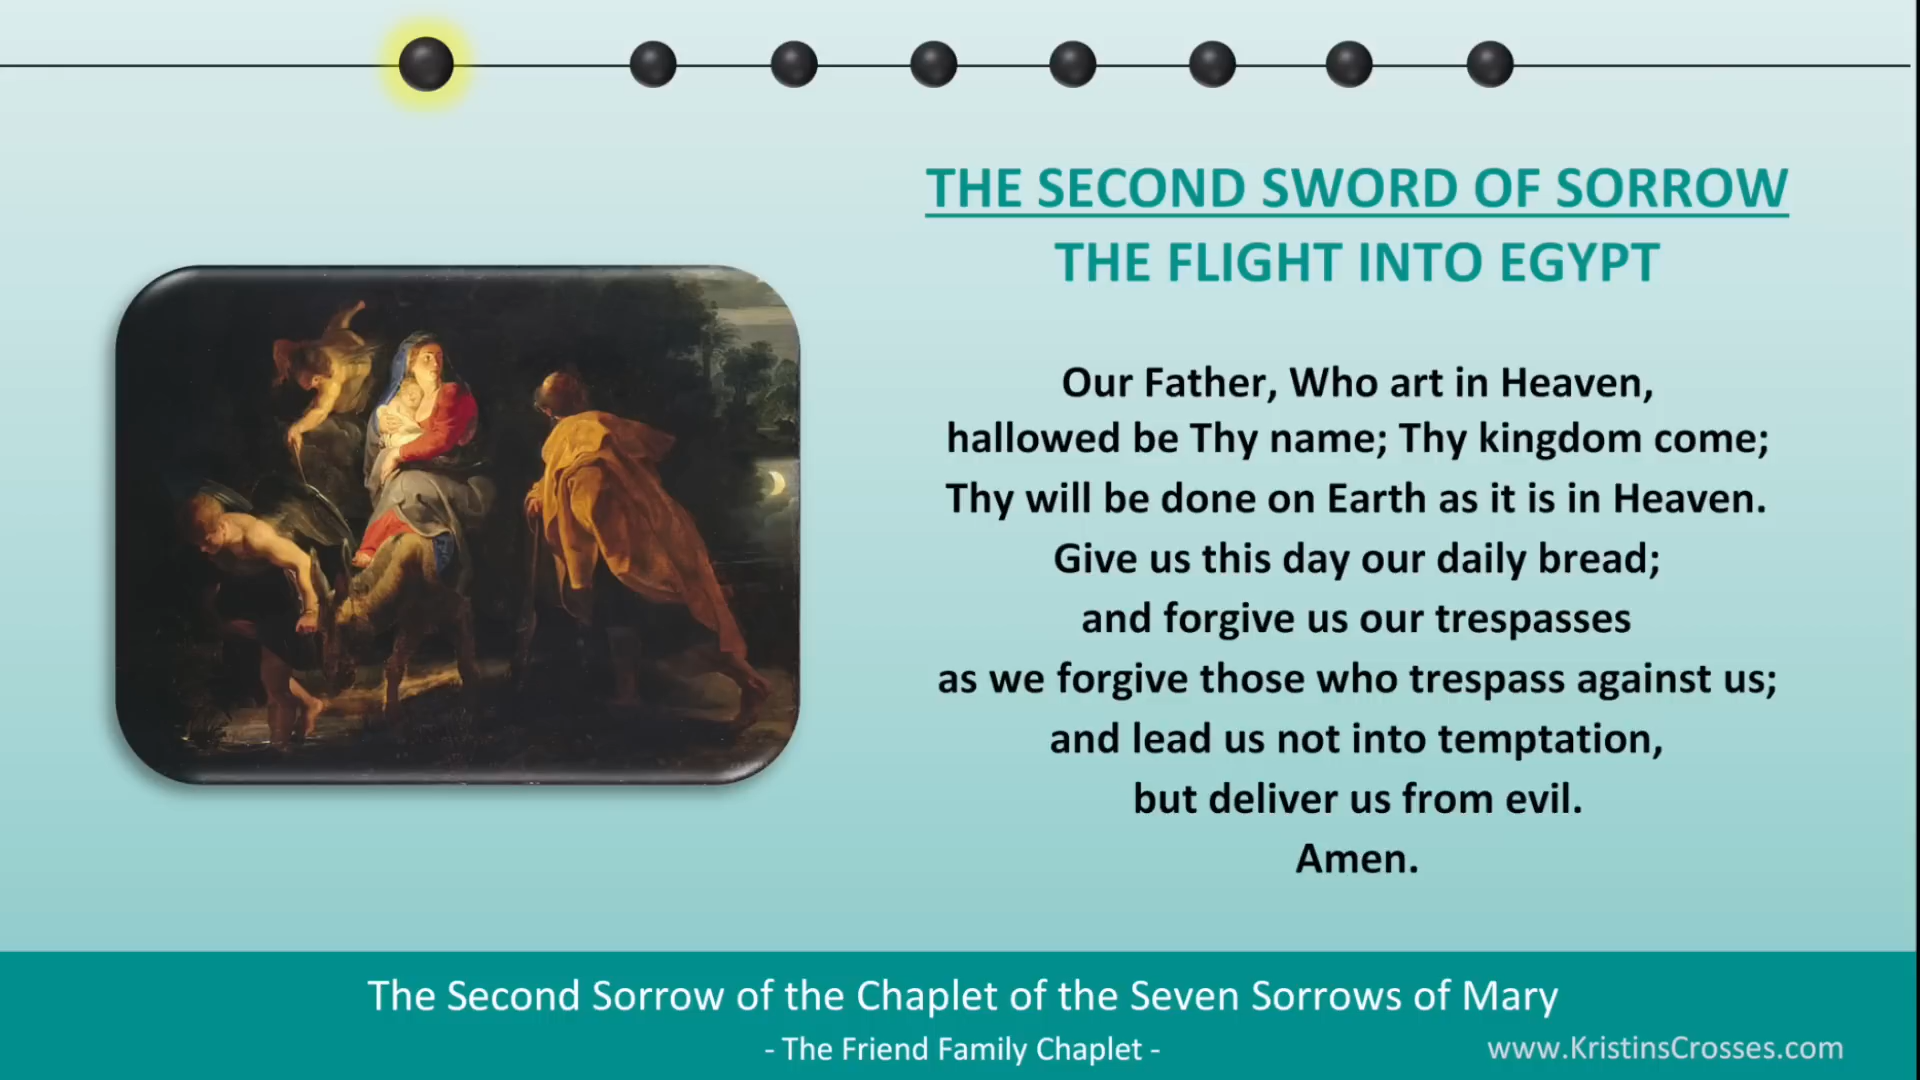 THE SECOND SWORD OF SORROW
THE FLIGHT INTO EGYPT
Our Father, Who art in Heaven,
hallowed be Thy name; Thy kingdom come;
Thy will be done on Earth as it is in Heaven.
Give us this day our daily bread;
and forgive us our trespasses
as we forgive those who trespass against us;
and lead us not into temptation,
but deliver us from evil.
Amen.
The Second Sorrow of the Chaplet of the Seven Sorrows of Mary
- The Friend Family Chaplet -
www.KristinsCrosses.com